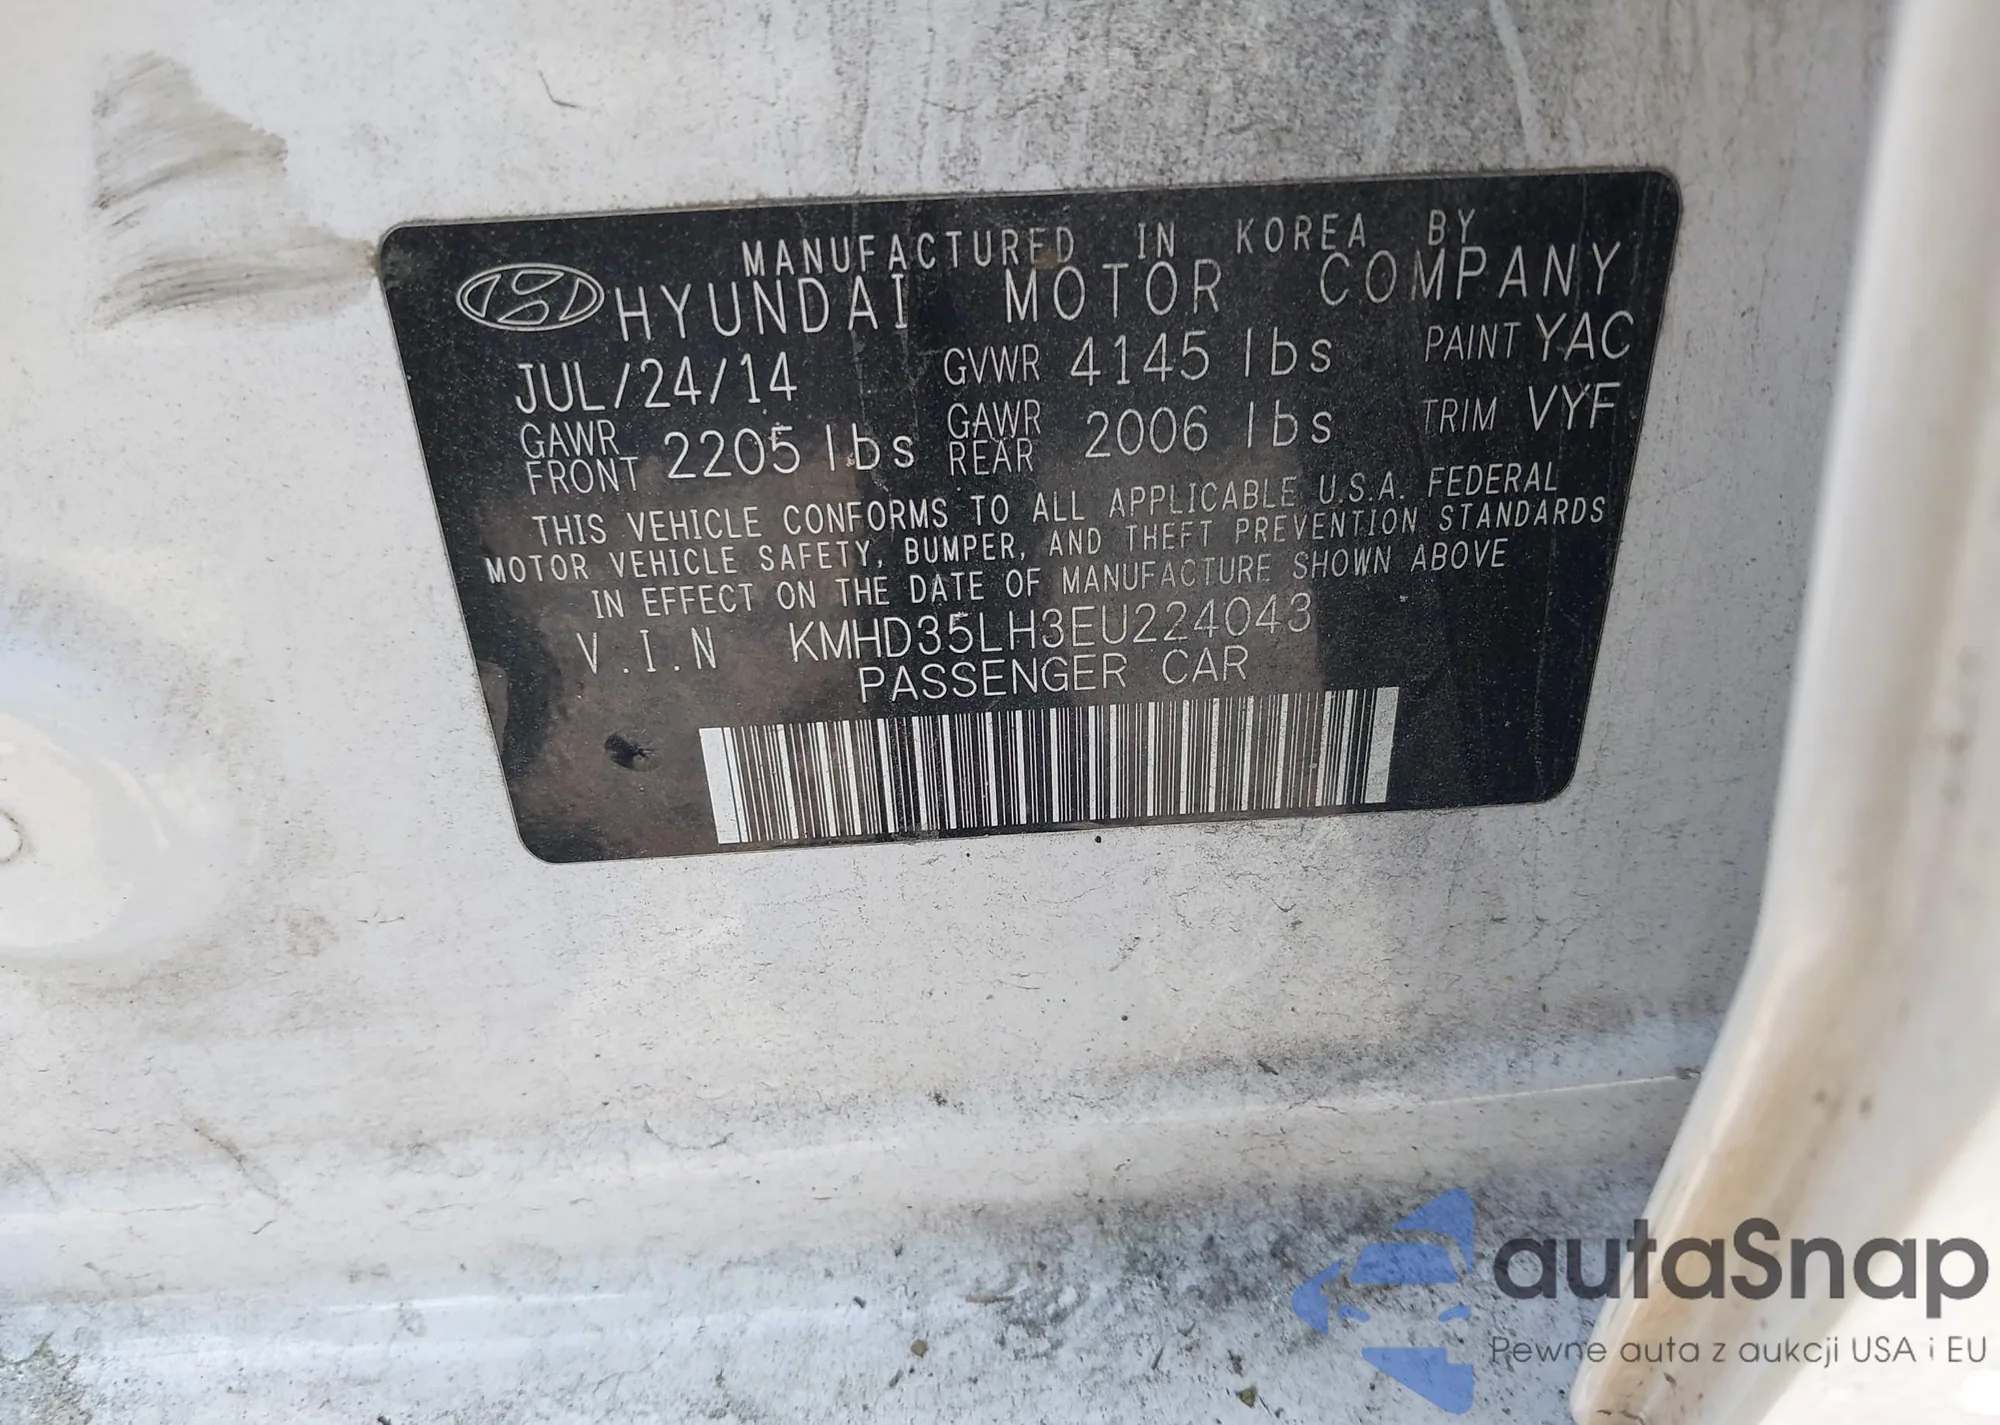 MANUFACTURED IN KOREA BY
HYUNDAI MOTOR COMPANY
JUL/24/14 GVWR 4145 lbs PAINT YAC
GAWR FRONT 2205 lbs GAWR REAR 2006 lbs TRIM VYF
THIS VEHICLE CONFORMS TO ALL APPLICABLE U.S.A. FEDERAL
MOTOR VEHICLE SAFETY, BUMPER, AND THEFT PREVENTION STANDARDS
IN EFFECT ON THE DATE OF MANUFACTURE SHOWN ABOVE
V.I.N KMHD35LH3EU224043
PASSENGER CAR
autaSnap
Pewne auta z aukcji USA i EU